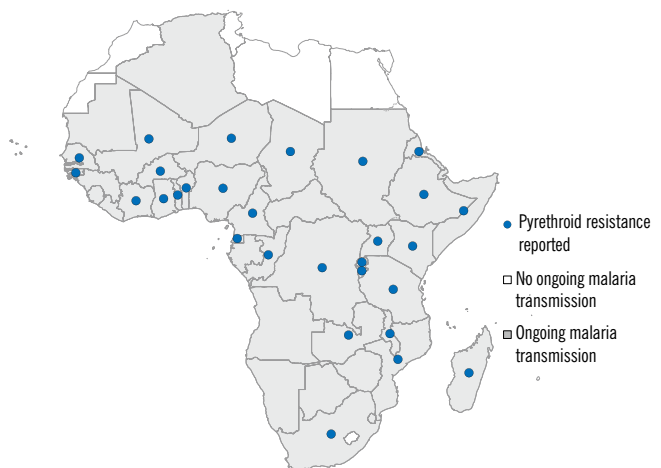 Pyrethroid resistance
reported
No ongoing malaria
transmission
Ongoing malaria
transmission